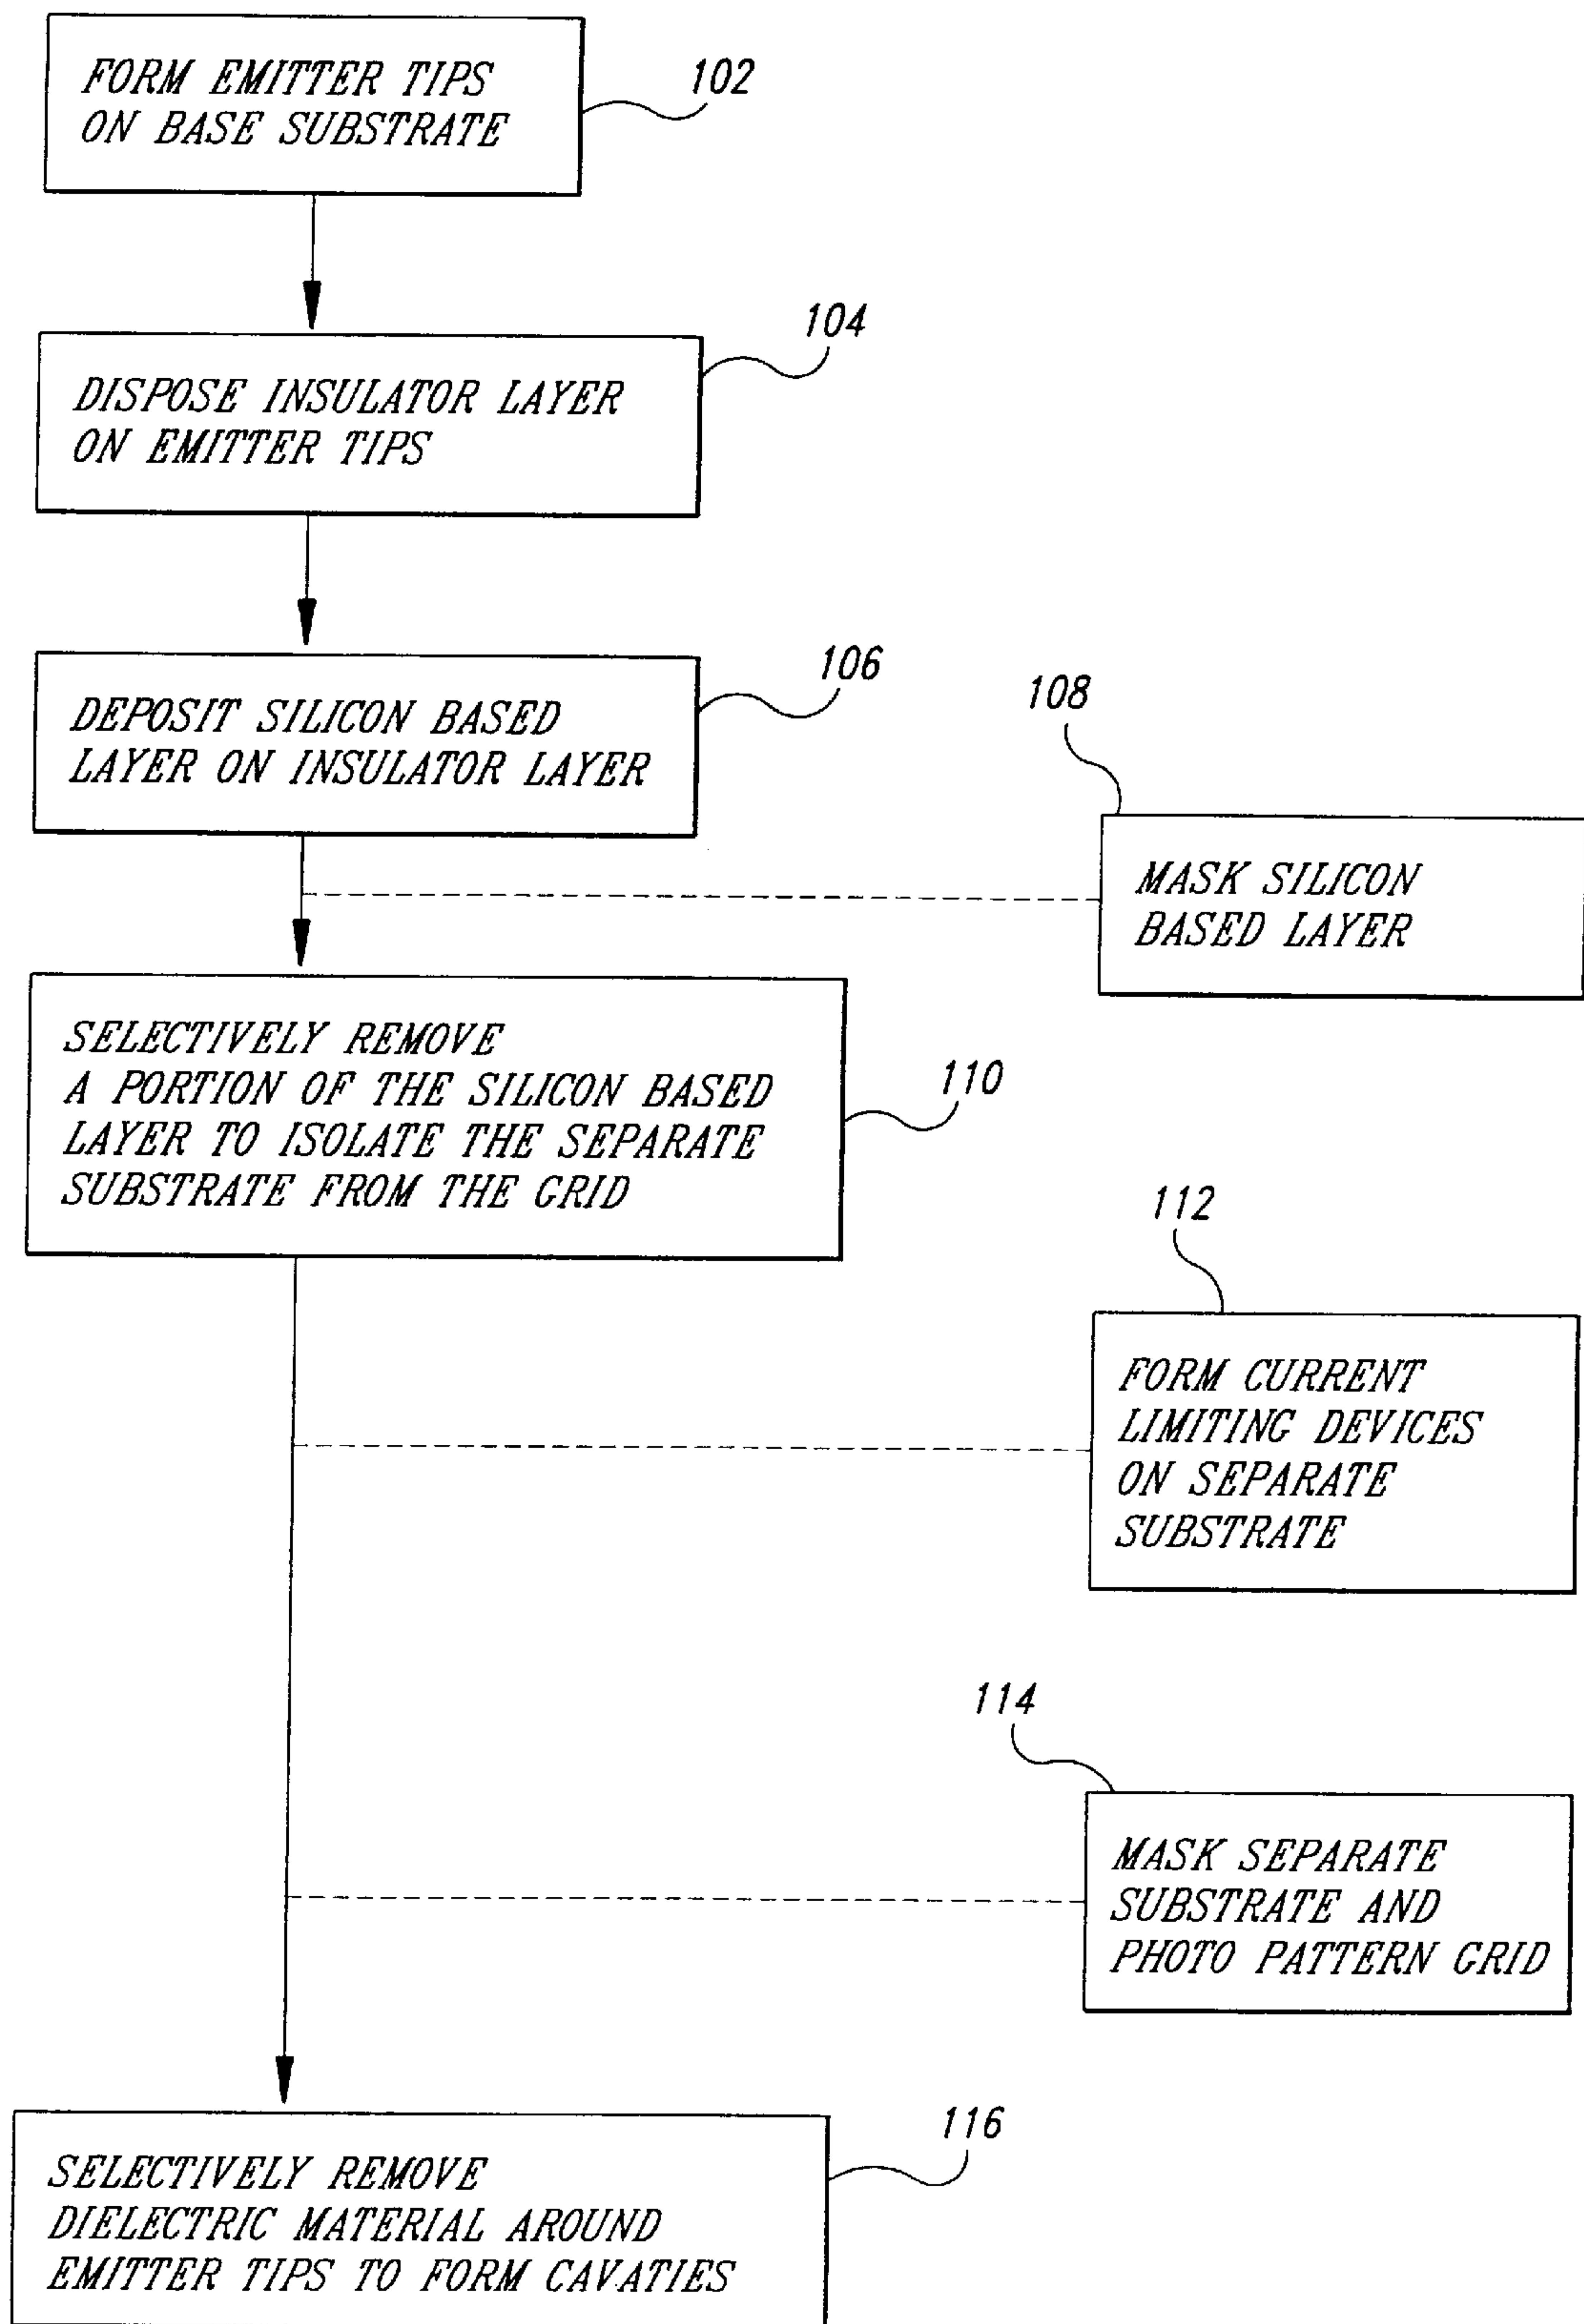 FORM EMITTER TIPS
ON BASE SUBSTRATE
102
DISPOSE INSULATOR LAYER
ON EMITTER TIPS
104
DEPOSIT SILICON BASED
LAYER ON INSULATOR LAYER
106
108
MASK SILICON
BASED LAYER
SELECTIVELY REMOVE
A PORTION OF THE SILICON BASED
LAYER TO ISOLATE THE SEPARATE
SUBSTRATE FROM THE GRID
110
112
FORM CURRENT
LIMITING DEVICES
ON SEPARATE
SUBSTRATE
114
MASK SEPARATE
SUBSTRATE AND
PHOTO PATTERN GRID
SELECTIVELY REMOVE
DIELECTRIC MATERIAL AROUND
EMITTER TIPS TO FORM CAVATIES
116